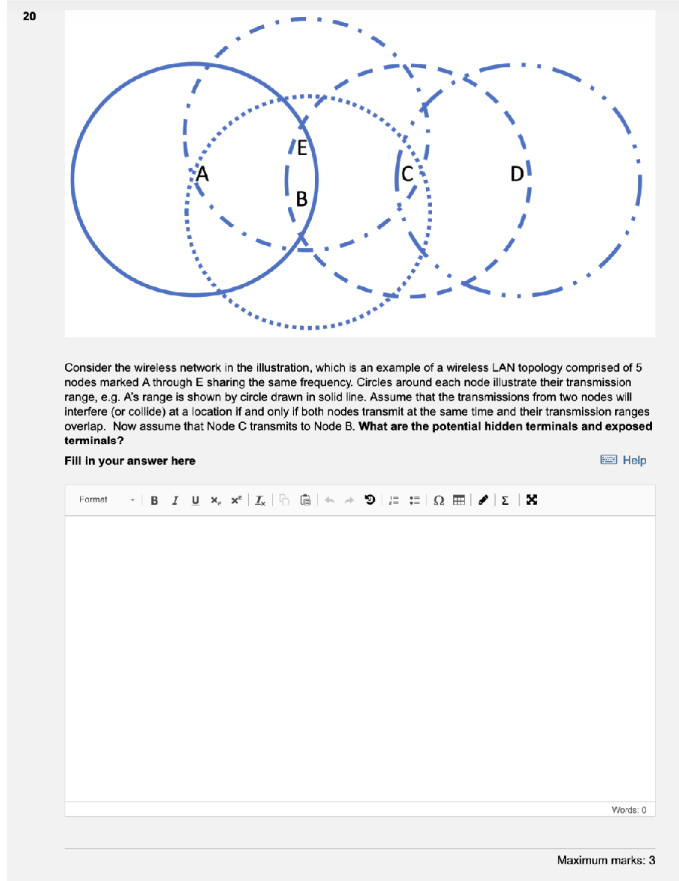 20
E
A
C
D
B
Consider the wireless network in the illustration, which is an example of a wireless LAN topology comprised of 5
nodes marked A through E sharing the same frequency. Circles around each node illustrate their transmission
range, e.g. A's range is shown by circle drawn in solid line. Assume that the transmissions from two nodes will
interfere (or collide) at a location if and only if both nodes transmit at the same time and their transmission ranges
overlap. Now assume that Node C transmits to Node B. What are the potential hidden terminals and exposed
terminals?
Fill in your answer here
Help
Format B I U x₂ x² Iₓ Ω Σ
Words: 0
Maximum marks: 3